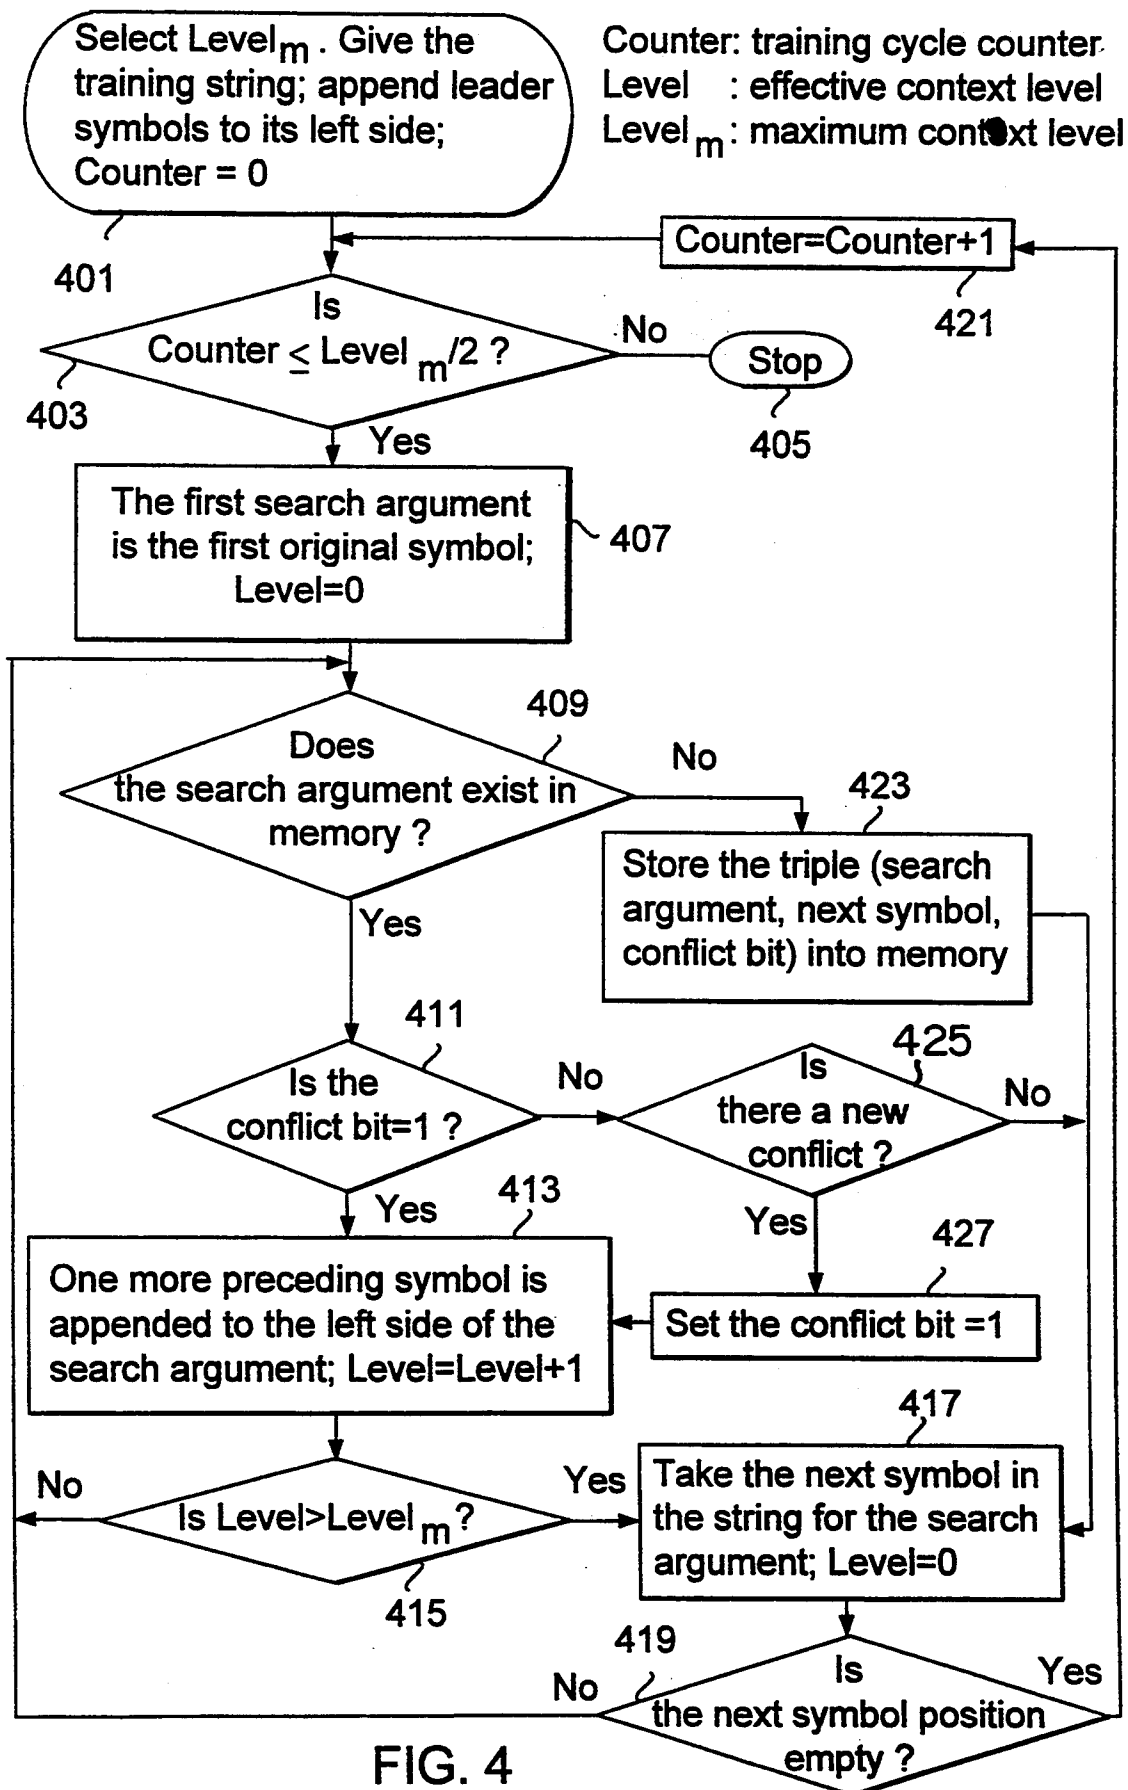 Select Level m . Give the
training string; append leader
symbols to its left side;
Counter = 0
Counter: training cycle counter
Level : effective context level
Level m : maximum context level
401
Counter=Counter+1
421
Is
Counter ≤ Level m/2 ?
403
No
Stop
405
Yes
The first search argument
is the first original symbol;
Level=0
407
409
Does
the search argument exist in
memory ?
No
423
Store the triple (search
argument, next symbol,
conflict bit) into memory
Yes
411
Is the
conflict bit=1 ?
No
425
Is
there a new
conflict ?
No
Yes
413
Yes
427
One more preceding symbol is
appended to the left side of the
search argument; Level=Level+1
Set the conflict bit =1
417
No
Is Level>Level m ?
Yes
415
Take the next symbol in
the string for the search
argument; Level=0
419
No
Is
the next symbol position
empty ?
Yes
FIG. 4